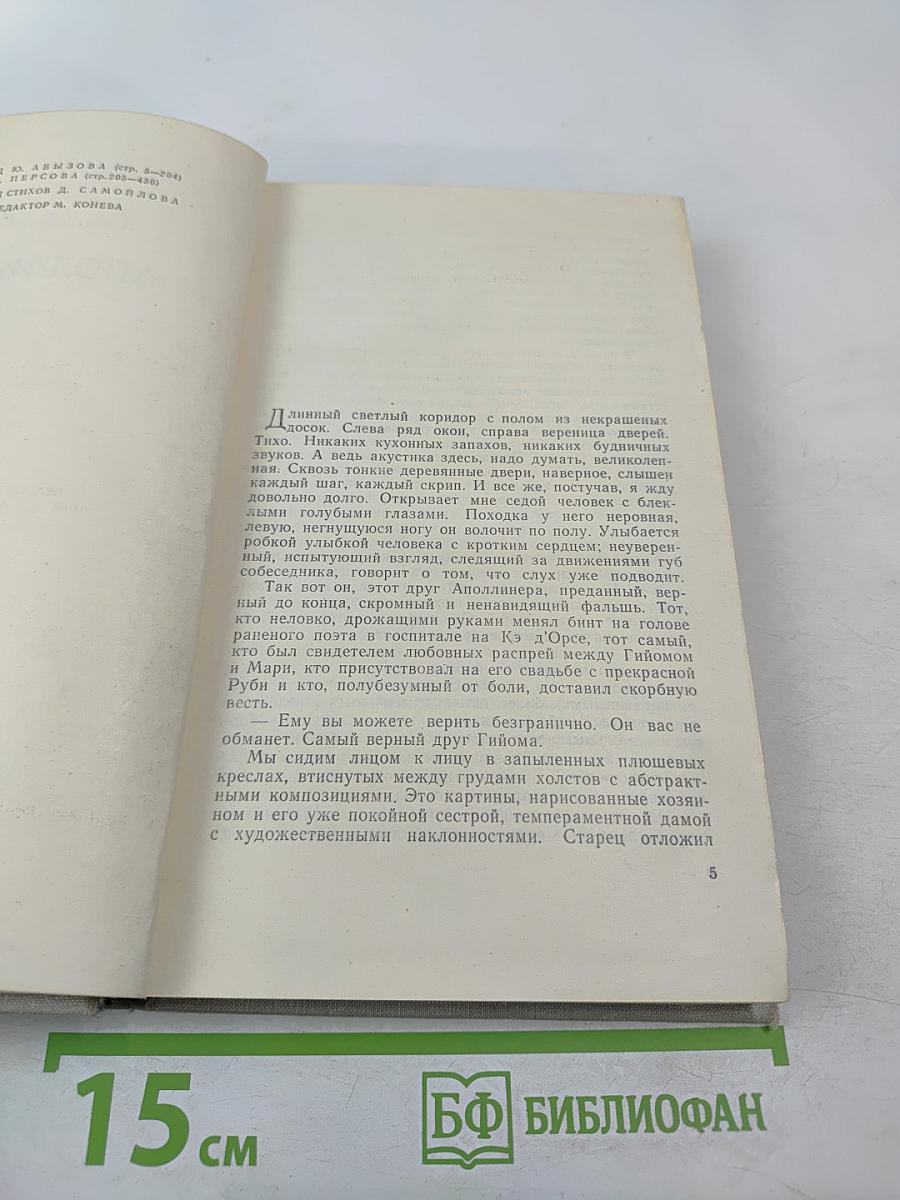 Д Ю. АБЫЗОВА (стр. 5—204)
ПЕРСОВА (стр. 205—436)
Д СТИХОВ Д. САМОЙЛОВА
ЕДАКТОР М. КОНЕВА
Длинный светлый коридор с полом из некрашеных
досок. Слева ряд окон, справа вереница дверей.
Тихо. Никаких кухонных запахов, никаких будничных
звуков. А ведь акустика здесь, надо думать, великолеп-
ная: Сквозь тонкие деревянные двери, наверное, слышен
каждый шаг, каждый скрип. И все же, постучав, я жду
довольно долго. Открывает мне седой человек с блек-
лыми голубыми глазами. Походка у него неровная,
левую, негнущуюся ногу он волочит по полу. Улыбается
робкой улыбкой человека с кротким сердцем; неуверен-
ный, испытующий взгляд, следящий за движениями губ
собеседника, говорит о том, что слух уже подводит.
Так вот он, этот друг Аполлинера, преданный, вер-
ный до конца, скромный и ненавидящий фальшь. Тот,
кто неловко, дрожащими руками менял бинт на голове
раненого поэта в госпитале на Кэ д'Орсе, тот самый,
кто был свидетелем любовных распрей между Гийомом
и Мари, кто присутствовал на его свадьбе с прекрасной
Руби и кто, полубезумный от боли, доставил скорбную
весть.
— Ему вы можете верить безгранично. Он вас не
обманет. Самый верный друг Гийома.
Мы сидим лицом к лицу в запыленных плюшевых
креслах, втиснутых между грудами холстов с абстракт-
ными композициями. Это картины, нарисованные хозяи-
ном и его уже покойной сестрой, темпераментной дамой
с художественными наклонностями. Старец отложил
5
15 см
БФ БИБЛИОФАН